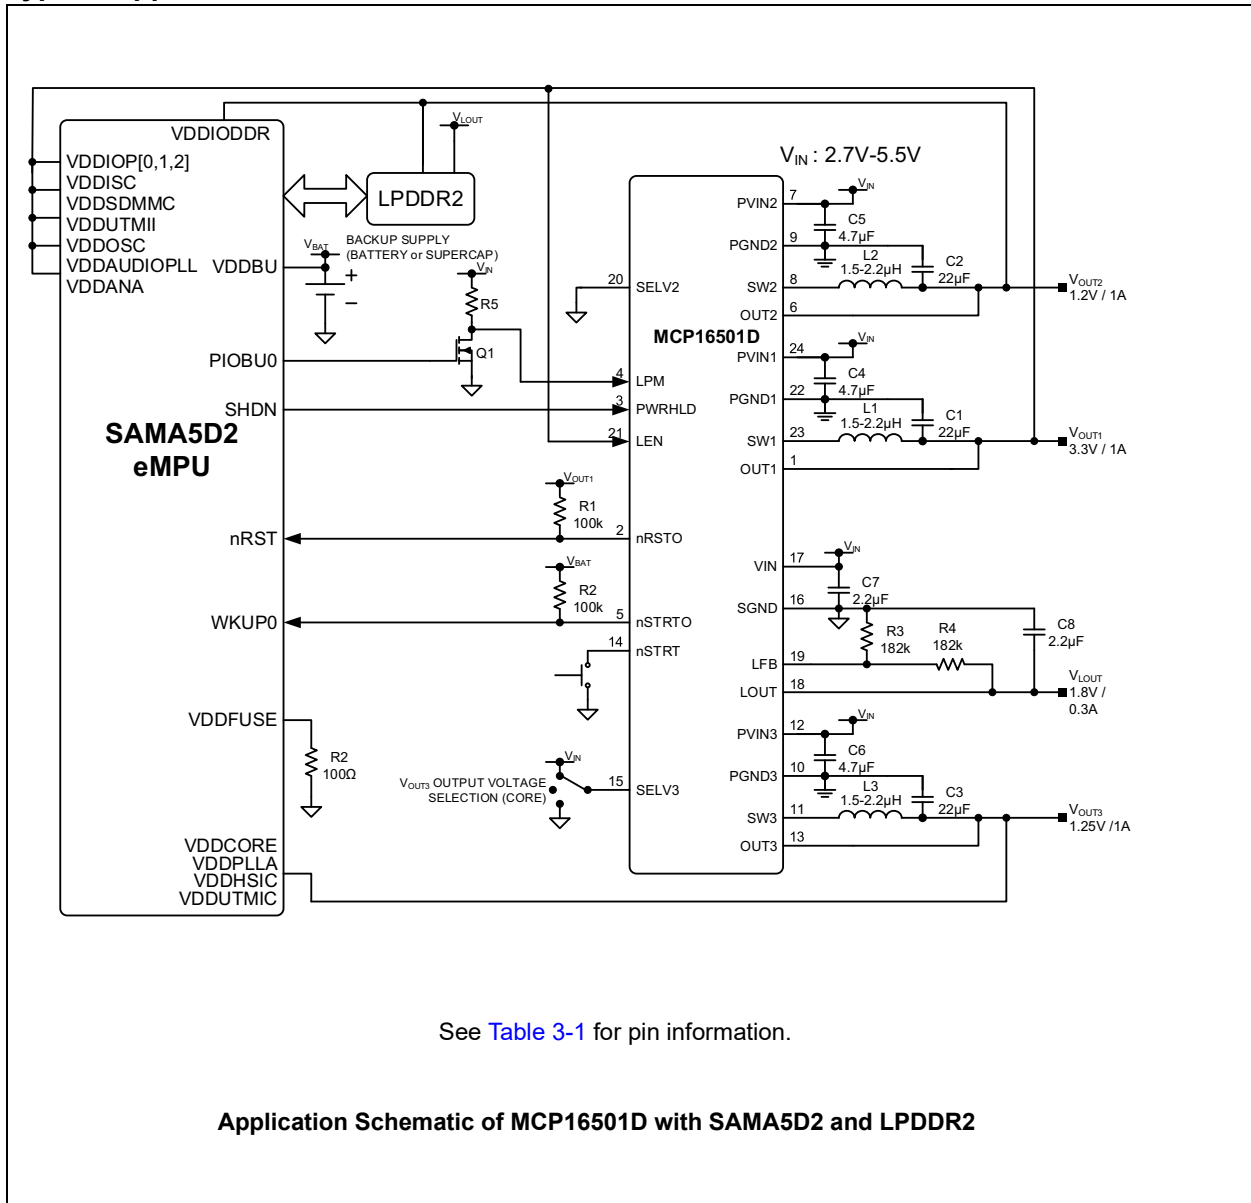 VDDIODDR
VDDIOP[0,1,2]
VDDISC
VDDSDMMC
VDDUTMII
VDDOSC
VDDAUDIOPLL
VDDANA
VDDBU
PIOBU0
SHDN
SAMA5D2
eMPU
nRST
WKUP0
VDDFUSE
VDDCORE
VDDPLLA
VDDHSIC
VDDUTMIC
VLOUT
LPDDR2
VBAT
BACKUP SUPPLY
(BATTERY or SUPERCAP)
+
−
VIN
R5
Q1
VOUT1
R1
100k
VBAT
R2
100k
R2
100Ω
VIN
VOUT3 OUTPUT VOLTAGE
SELECTION (CORE)
VIN : 2.7V-5.5V
MCP16501D
20 SELV2
4 LPM
3 PWRHLD
21 LEN
2 nRSTO
5 nSTRTO
14 nSTRT
15 SELV3
PVIN2 7
PGND2 9
SW2 8
OUT2 6
PVIN1 24
PGND1 22
SW1 23
OUT1 1
VIN 17
SGND 16
LFB 19
LOUT 18
PVIN3 12
PGND3 10
SW3 11
OUT3 13
VIN
C5
4.7µF
L2
1.5-2.2µH
C2
22µF
VOUT2
1.2V / 1A
VIN
C4
4.7µF
L1
1.5-2.2µH
C1
22µF
VOUT1
3.3V / 1A
VIN
C7
2.2µF
R3
182k
R4
182k
C8
2.2µF
VLOUT
1.8V /
0.3A
VIN
C6
4.7µF
L3
1.5-2.2µH
C3
22µF
VOUT3
1.25V /1A
See Table 3-1 for pin information.
Application Schematic of MCP16501D with SAMA5D2 and LPDDR2